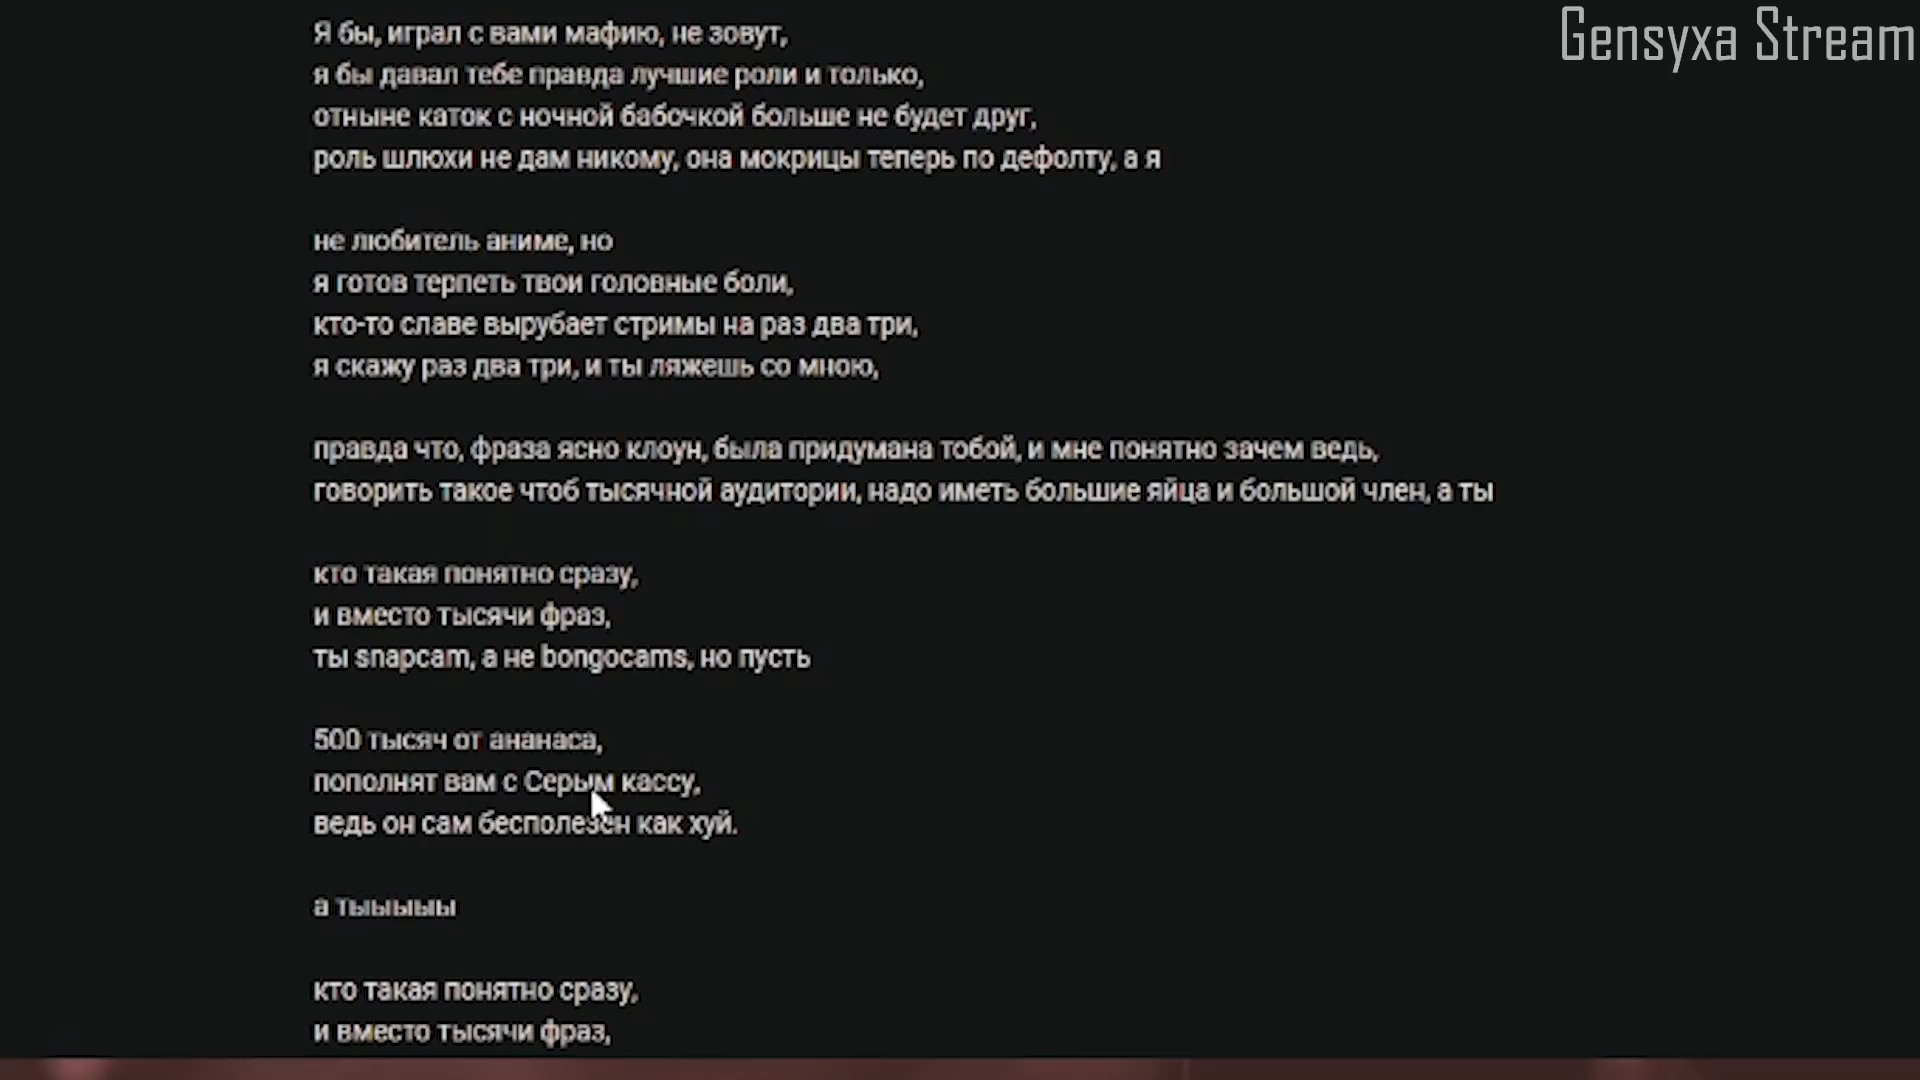 Gensyxa Stream
Я бы, играл с вами мафию, не зовут,
я бы давал тебе правда лучшие роли и только,
отныне каток с ночной бабочкой больше не будет друг,
роль шлюхи не дам никому, она мокрицы теперь по дефолту, а я
не любитель аниме, но
я готов терпеть твои головные боли,
кто-то славе вырубает стримы на раз два три,
я скажу раз два три, и ты ляжешь со мною,
правда что, фраза ясно клоун, была придумана тобой, и мне понятно зачем ведь,
говорить такое чтоб тысячной аудитории, надо иметь большие яйца и большой член, а ты
кто такая понятно сразу,
и вместо тысячи фраз,
ты snapcam, а не bongocams, но пусть
500 тысяч от ананаса,
пополнят вам с Серым кассу,
ведь он сам бесполезен как хуй.
а тыыыыы
кто такая понятно сразу,
и вместо тысячи фраз,